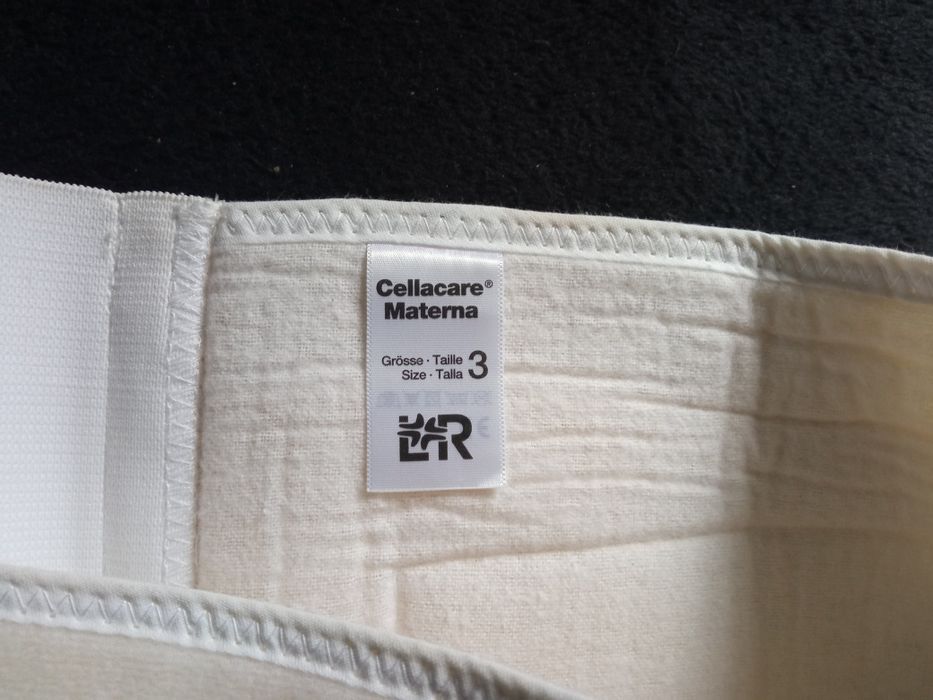 Cellacare®
Materna
Grösse · Taille 3
Size · Talla
L&R